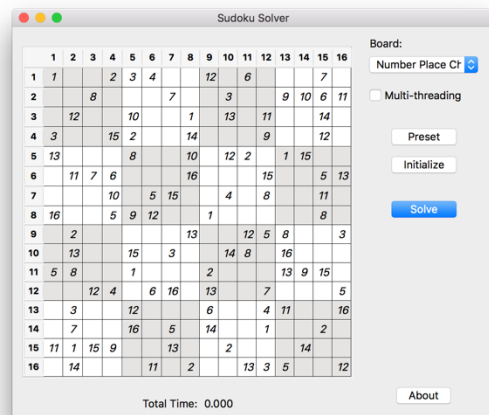 Sudoku Solver
Board:
Number Place Ch
Multi-threading
Preset
Initialize
Solve
About
1 2 3 4 5 6 7 8 9 10 11 12 13 14 15 16
1 1 2 3 4 12 6 7
2 8 7 3 9 10 6 11
3 12 10 1 13 11 14
4 3 15 2 14 9 12
5 13 8 10 12 2 1 15
6 11 7 6 16 15 5 13
7 10 5 15 4 8 11
8 16 5 9 12 1 8
9 2 13 12 5 8 3
10 13 15 3 14 8 16
11 5 8 1 2 13 9 15
12 12 4 6 16 13 7 5
13 3 12 6 4 11 16
14 7 16 5 14 1 2
15 11 1 15 9 13 2 14
16 14 11 2 13 3 5 12
Total Time: 0.000